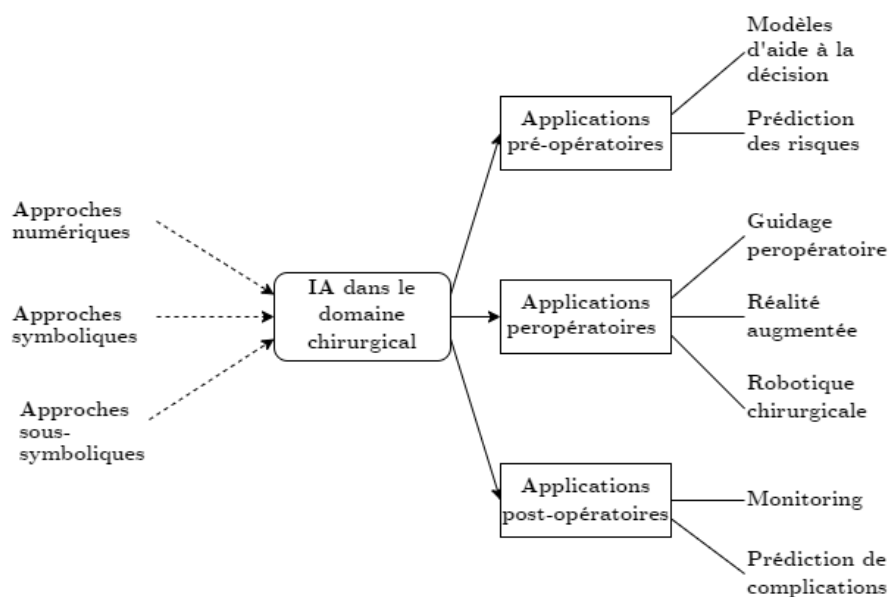 Approches
numériques
Approches
symboliques
Approches
sous-
symboliques
IA dans le
domaine
chirurgical
Applications
pré-opératoires
Modèles
d'aide à la
décision
Prédiction
des risques
Applications
peropératoires
Guidage
peropératoire
Réalité
augmentée
Robotique
chirurgicale
Applications
post-opératoires
Monitoring
Prédiction de
complications